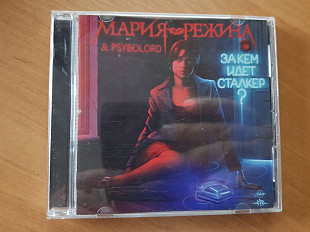 МАРИЯ РЕЖИНА
& PSYBOLORD
ЗА КЕМ
ИДЕТ
СТАЛКЕР
?